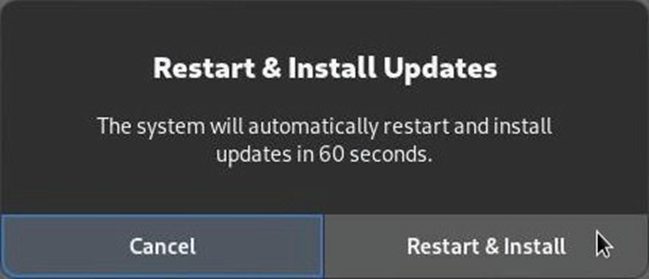 Restart & Install Updates
The system will automatically restart and install
updates in 60 seconds.
Cancel
Restart & Install